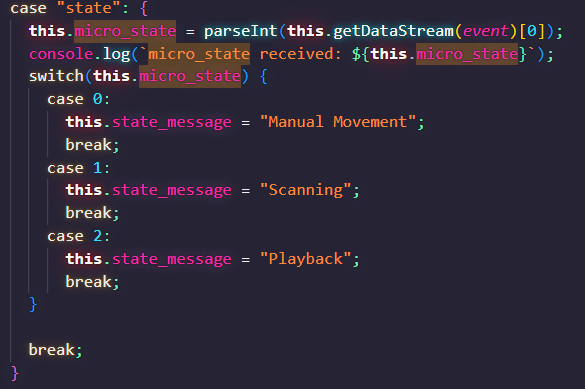 case "state": {
this.micro_state = parseInt(this.getDataStream(event)[0]);
console.log(`micro_state received: ${this.micro_state}`);
switch(this.micro_state) {
case 0:
this.state_message = "Manual Movement";
break;
case 1:
this.state_message = "Scanning";
break;
case 2:
this.state_message = "Playback";
break;
}
break;
}